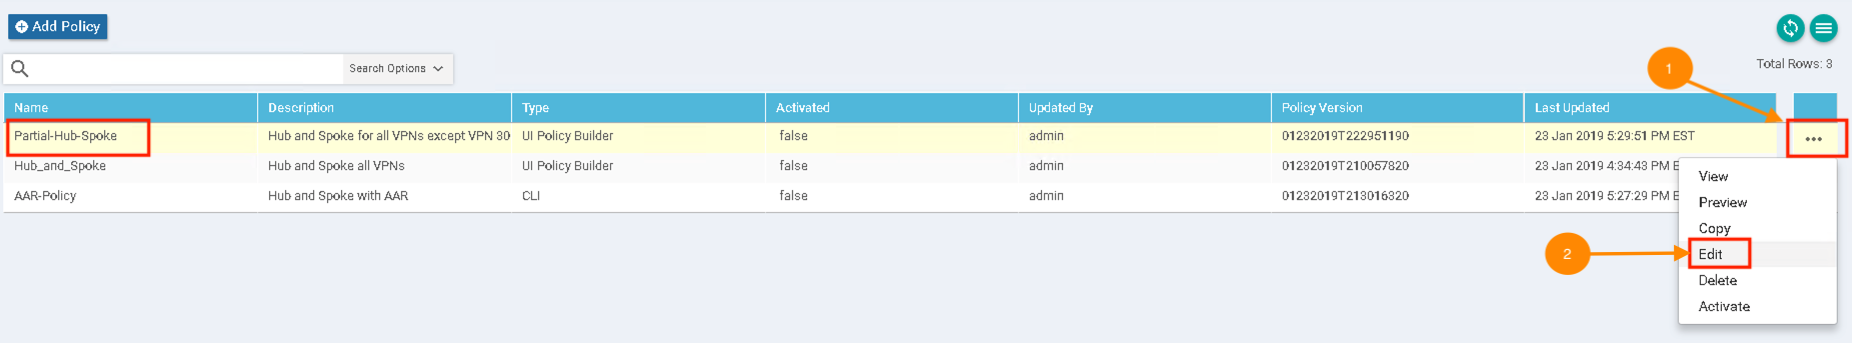 Add Policy
Search Options
1
Total Rows: 3
Name Description Type Activated Updated By Policy Version Last Updated
Partial-Hub-Spoke Hub and Spoke for all VPNs except VPN 30 UI Policy Builder false admin 01232019T222951190 23 Jan 2019 5:29:51 PM EST
Hub_and_Spoke Hub and Spoke all VPNs UI Policy Builder false admin 01232019T210057820 23 Jan 2019 4:34:43 PM E
AAR-Policy Hub and Spoke with AAR CLI false admin 01232019T213016320 23 Jan 2019 5:27:29 PM E
View
Preview
Copy
2
Edit
Delete
Activate